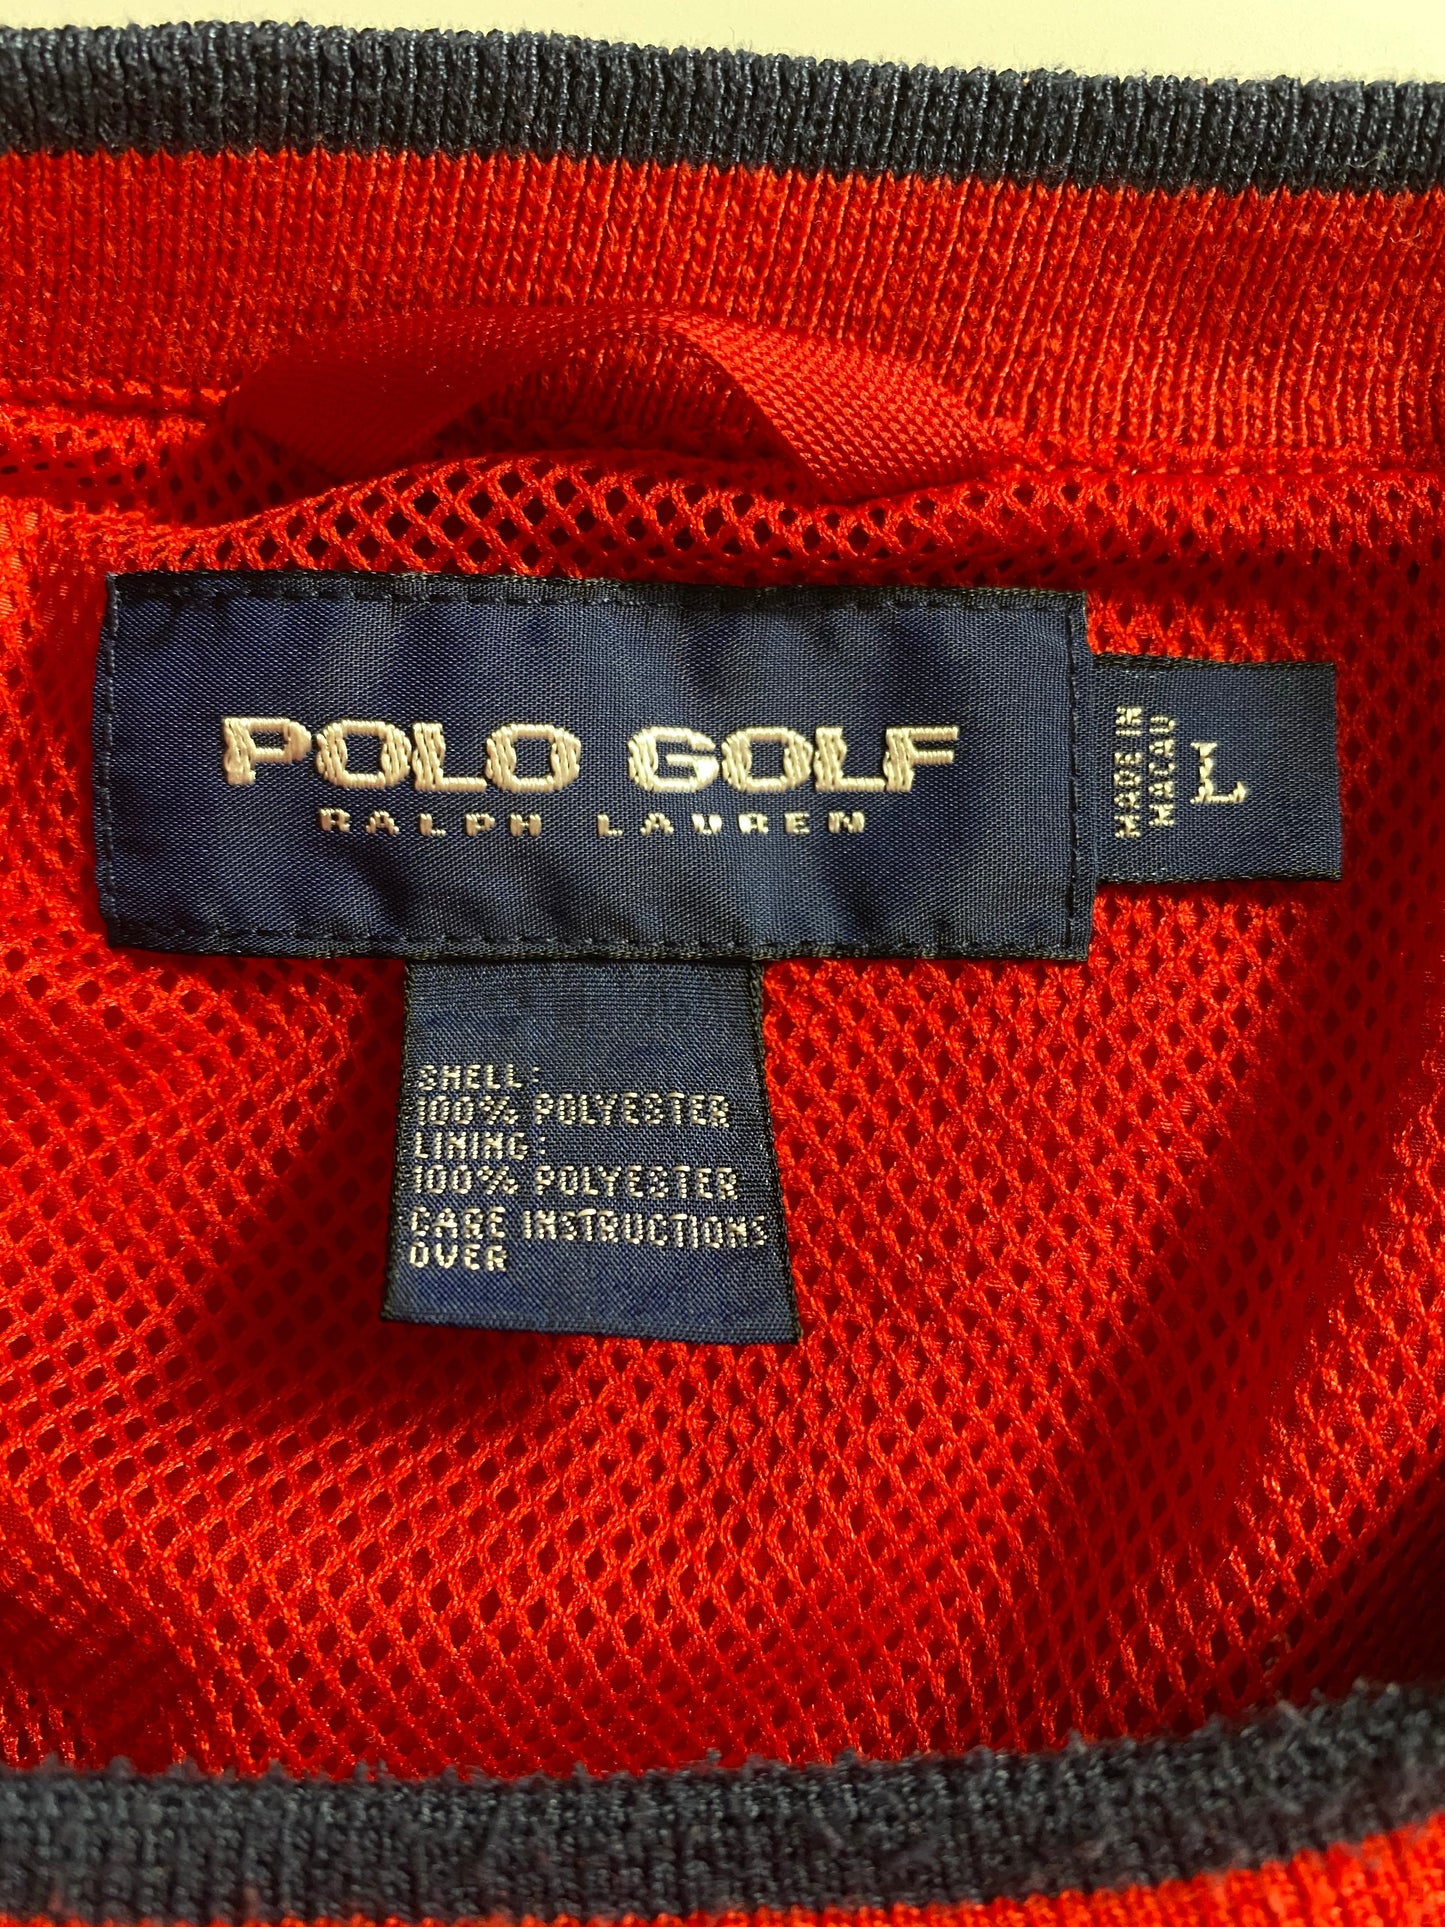 POLO GOLF
RALPH LAUREN
MADE IN
MACAU
L
SHELL:
100% POLYESTER
LINING:
100% POLYESTER
CARE INSTRUCTIONS
OVER